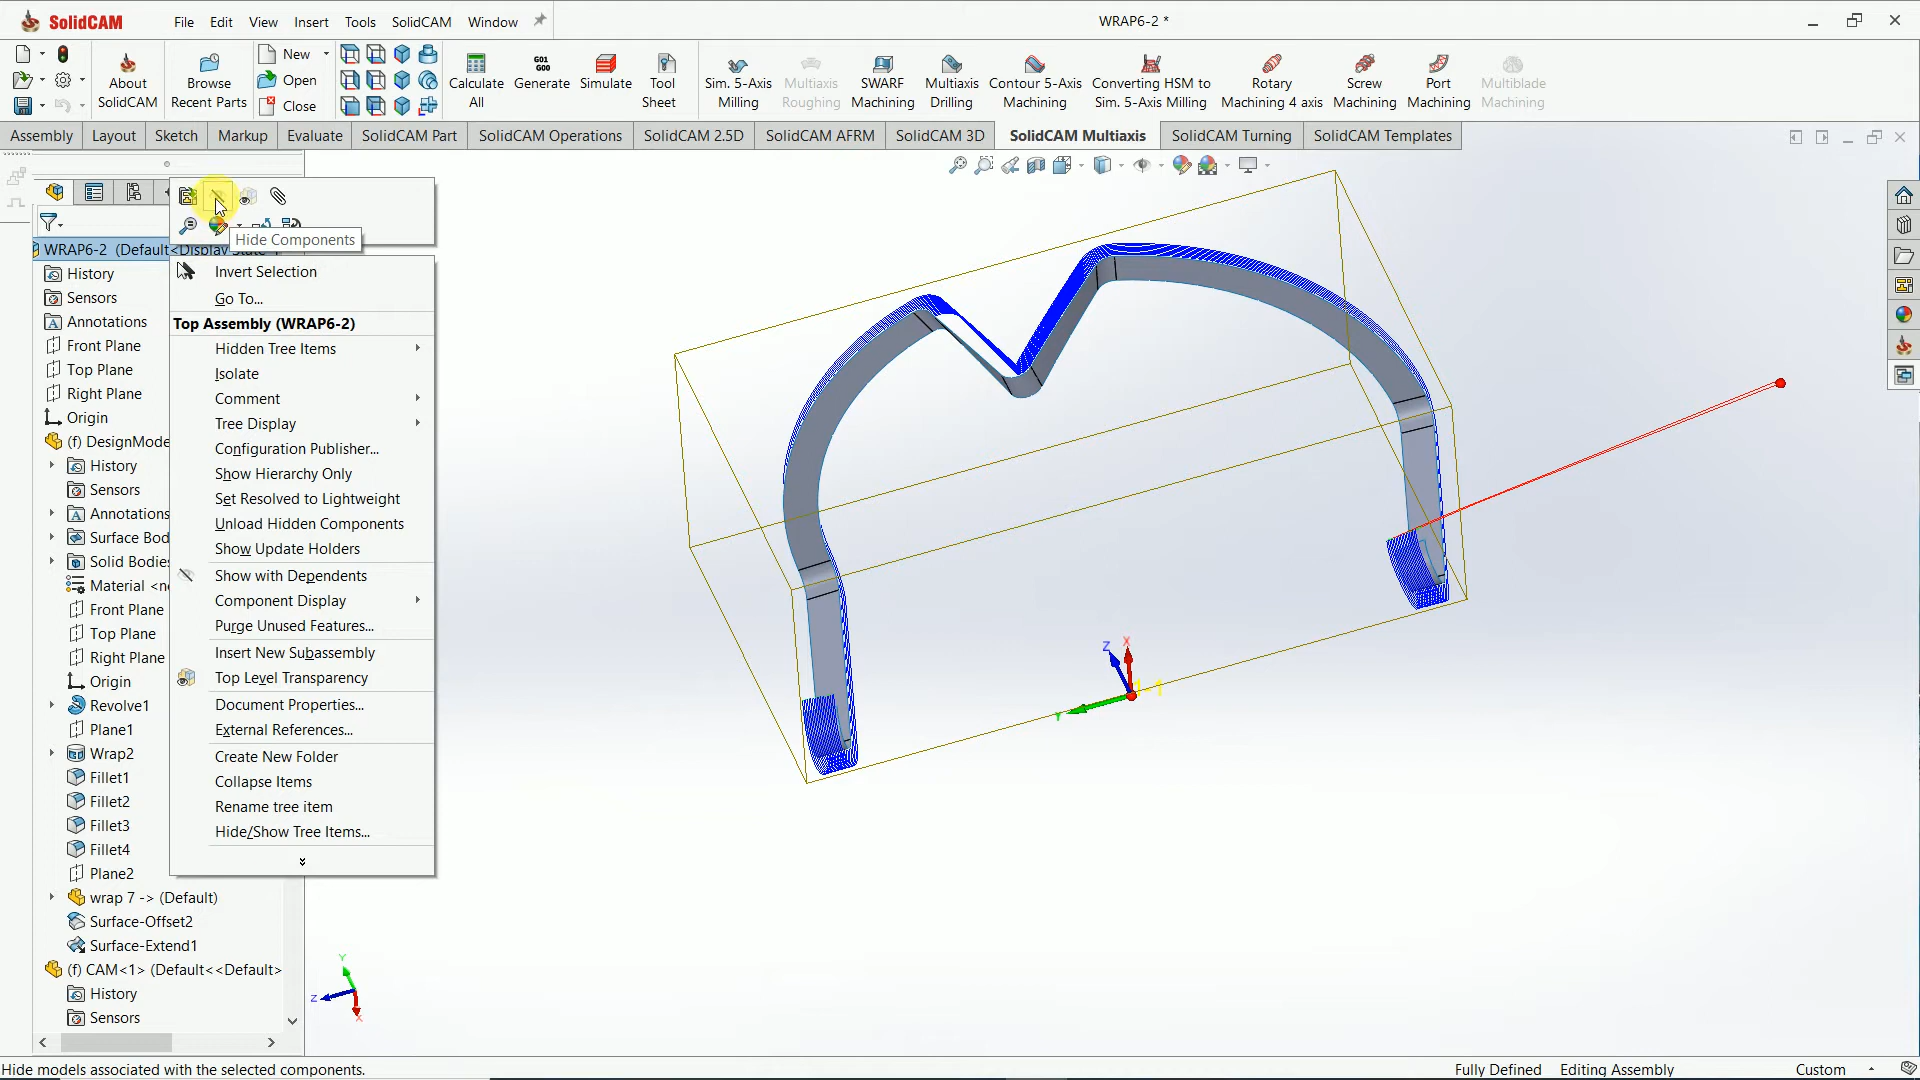 SolidCAM
File Edit View Insert Tools SolidCAM Window
WRAP6-2 *
New
Open
Close
About SolidCAM
Browse Recent Parts
Calculate All
G01 G00
Generate
Simulate
Tool Sheet
Sim. 5-Axis Milling
Multiaxis Roughing
SWARF Machining
Multiaxis Drilling
Contour 5-Axis Machining
Converting HSM to Sim. 5-Axis Milling
Rotary Machining 4 axis
Screw Machining
Port Machining
Multiblade Machining
Assembly Layout Sketch Markup Evaluate SolidCAM Part SolidCAM Operations SolidCAM 2.5D SolidCAM AFRM SolidCAM 3D SolidCAM Multiaxis SolidCAM Turning SolidCAM Templates
Hide Components
WRAP6-2 (Default<Display State
History
Sensors
Annotations
Front Plane
Top Plane
Right Plane
Origin
(f) DesignMode
History
Sensors
Annotations
Surface Bod
Solid Bodies
Material <n
Front Plane
Top Plane
Right Plane
Origin
Revolve1
Plane1
Wrap2
Fillet1
Fillet2
Fillet3
Fillet4
Plane2
wrap 7 -> (Default)
Surface-Offset2
Surface-Extend1
(f) CAM<1> (Default<<Default>
History
Sensors
Invert Selection
Go To...
Top Assembly (WRAP6-2)
Hidden Tree Items
Isolate
Comment
Tree Display
Configuration Publisher...
Show Hierarchy Only
Set Resolved to Lightweight
Unload Hidden Components
Show Update Holders
Show with Dependents
Component Display
Purge Unused Features...
Insert New Subassembly
Top Level Transparency
Document Properties...
External References...
Create New Folder
Collapse Items
Rename tree item
Hide/Show Tree Items...
Z X
Y
Y
Z
X
Hide models associated with the selected components.
Fully Defined Editing Assembly Custom